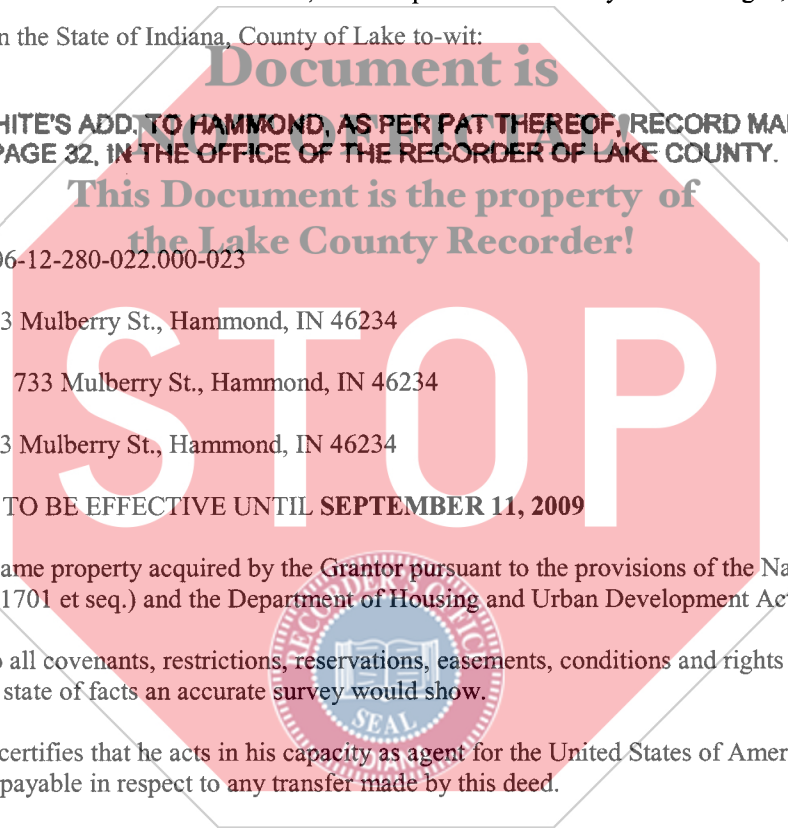 n the State of Indiana, County of Lake to-wit:
Document is
HITE'S ADD, TO HAMMOND, AS PER PAT THEREOF, RECORD MA
NOT OFFICIAL!
PAGE 32, IN THE OFFICE OF THE RECORDER OF LAKE COUNTY.
This Document is the property of
the Lake County Recorder!
06-12-280-022.000-023
3 Mulberry St., Hammond, IN 46234
STOP
733 Mulberry St., Hammond, IN 46234
3 Mulberry St., Hammond, IN 46234
TO BE EFFECTIVE UNTIL SEPTEMBER 11, 2009
ame property acquired by the Grantor pursuant to the provisions of the Na
1701 et seq.) and the Department of Housing and Urban Development Ac
RECORDER'S OFFICE
o all covenants, restrictions, reservations, easements, conditions and rights
state of facts an accurate survey would show.
SEAL
INDIANA
certifies that he acts in his capacity as agent for the United States of Amer
payable in respect to any transfer made by this deed.